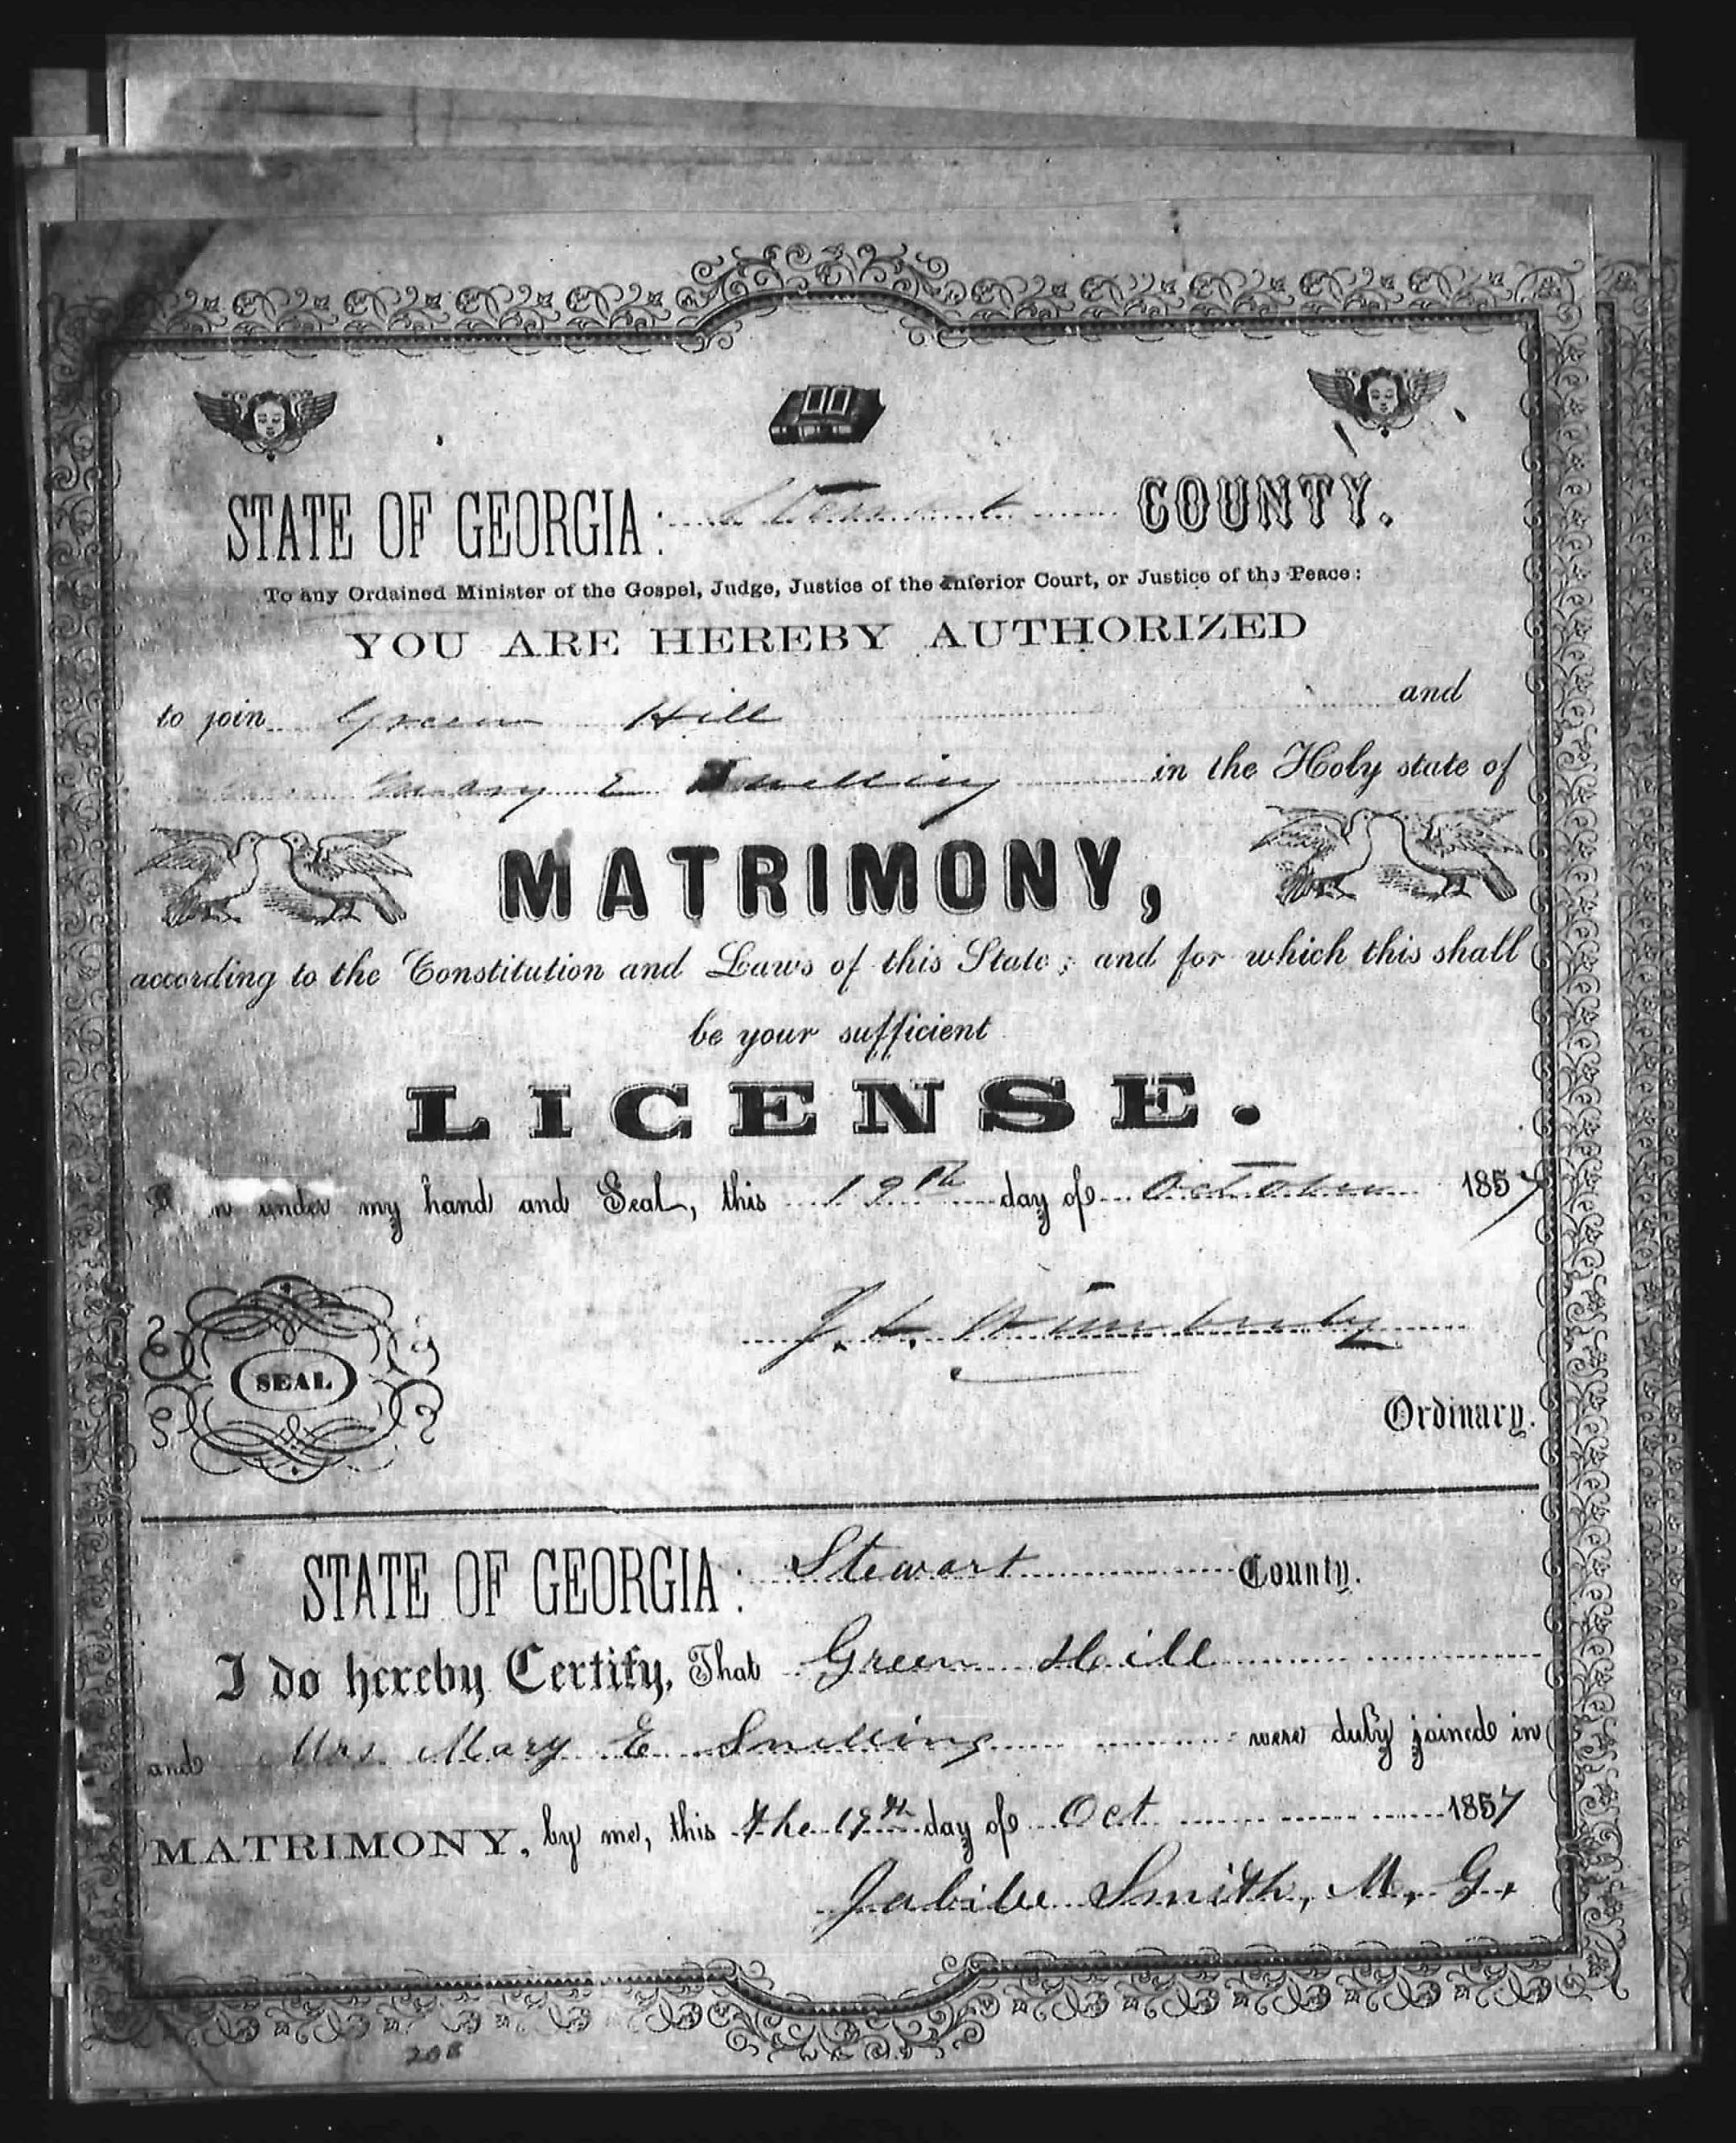 STATE OF GEORGIA: Stewart COUNTY.
To any Ordained Minister of the Gospel, Judge, Justice of the Inferior Court, or Justice of the Peace:
YOU ARE HEREBY AUTHORIZED
to join Green Hill and
Mary E Snelling in the Holy state of
MATRIMONY,
according to the Constitution and Laws of this State; and for which this shall
be your sufficient
LICENSE.
under my hand and Seal, this 19th day of October 1857
J. L. Wimberly
SEAL
Ordinary.
STATE OF GEORGIA: Stewart County.
I do hereby Certify, That Green Hill
and Mrs Mary E Snelling were duly joined in
MATRIMONY, by me, this the 19th day of Oct 1857
Smith, M. G.
208